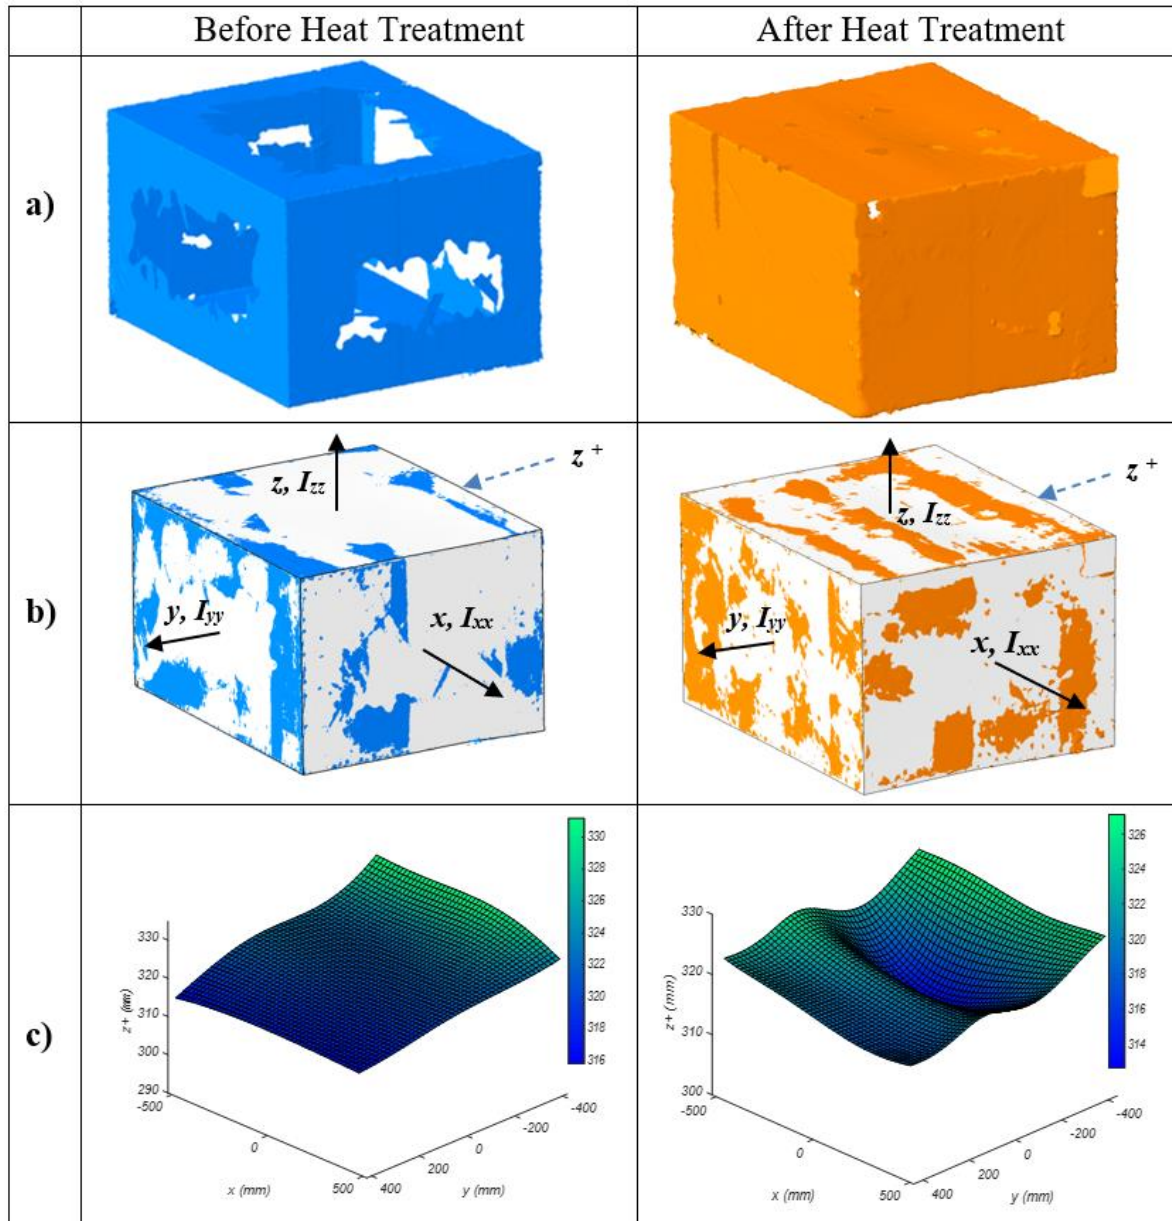 Before Heat Treatment
After Heat Treatment
a)
b)
z, Izz
z +
y, Iyy
x, Ixx
z, Izz
z +
y, Iyy
x, Ixx
c)
330
328
326
324
322
320
318
316
330
320
310
300
290
z+ (mm)
-500
0
500
x (mm)
400
200
0
-200
-400
y (mm)
326
324
322
320
318
316
314
330
320
310
300
z+ (mm)
-500
0
500
x (mm)
400
200
0
-200
-400
y (mm)